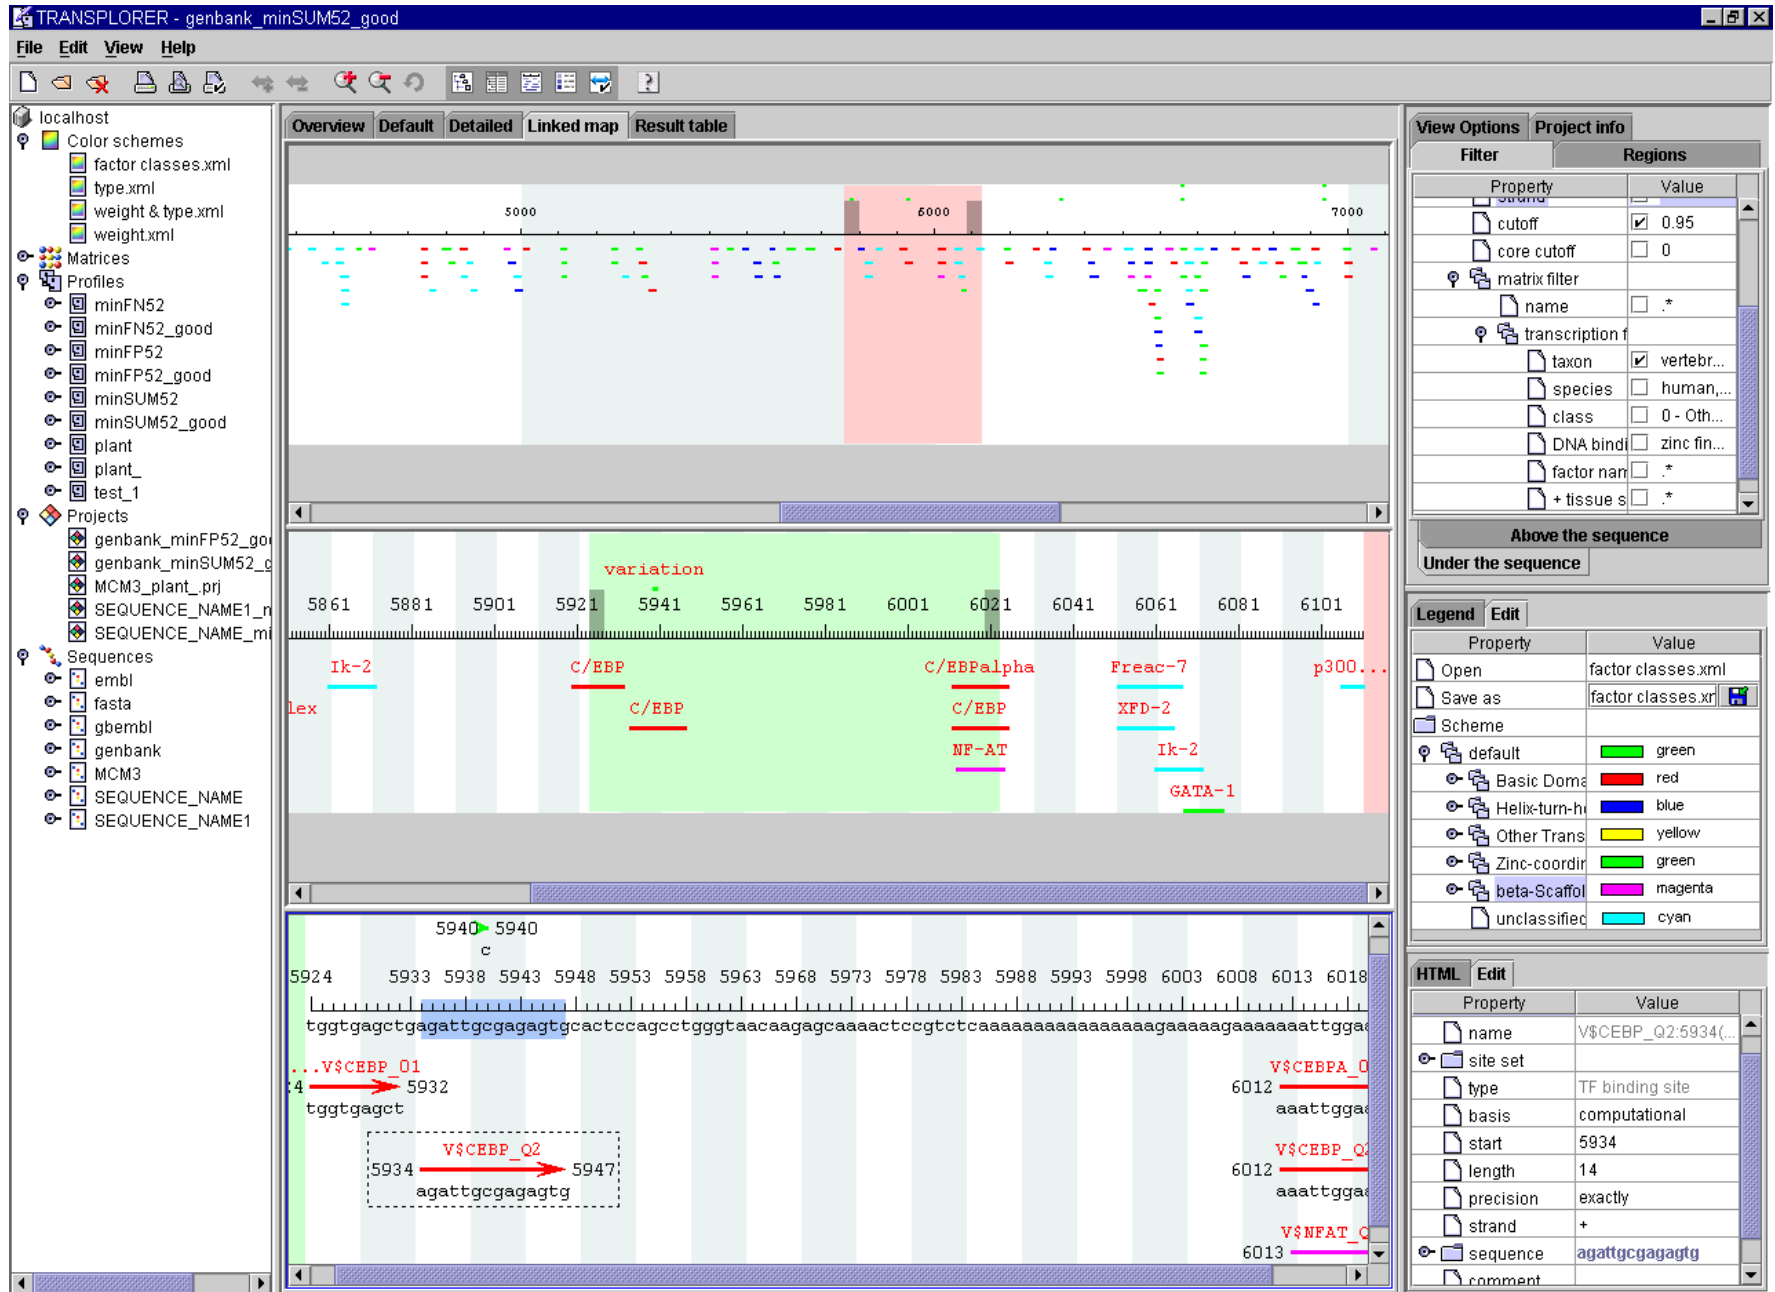 TRANSPLORER - genbank_minSUM52_good
File Edit View Help
localhost
Color schemes
factor classes.xml
type.xml
weight & type.xml
weight.xml
Matrices
Profiles
minFN52
minFN52_good
minFP52
minFP52_good
minSUM52
minSUM52_good
plant
plant_
test_1
Projects
genbank_minFP52_go
genbank_minSUM52_g
MCM3_plant_.prj
SEQUENCE_NAME1_n
SEQUENCE_NAME_mi
Sequences
embl
fasta
gbembl
genbank
MCM3
SEQUENCE_NAME
SEQUENCE_NAME1
Overview Default Detailed Linked map Result table
5000 6000 7000
variation
5861 5881 5901 5921 5941 5961 5981 6001 6021 6041 6061 6081 6101
Ik-2 C/EBP C/EBPalpha Freac-7 p300...
lex C/EBP C/EBP XFD-2
NF-AT Ik-2
GATA-1
5940 5940
c
5924 5933 5938 5943 5948 5953 5958 5963 5968 5973 5978 5983 5988 5993 5998 6003 6008 6013 6018
tggtgagctgagattgcgagagtgcactccagcctgggtaacaagagcaaaactccgtctcaaaaaaaaaaaaaaaagaaaaagaaaaaaattggaa
...V$CEBP_01 V$CEBPA_0
:4 5932 6012
tggtgagct aaattggaa
V$CEBP_Q2 V$CEBP_Q2
5934 5947 6012
agattgcgagagtg aaattggaa
V$NFAT_Q
6013
View Options Project info
Filter Regions
Property Value
strand
cutoff 0.95
core cutoff 0
matrix filter
name .*
transcription f
taxon vertebr...
species human,...
class 0 - Oth...
DNA bindi zinc fin...
factor nam .*
+ tissue s .*
Above the sequence
Under the sequence
Legend Edit
Property Value
Open factor classes.xml
Save as factor classes.xr
Scheme
default green
Basic Doma red
Helix-turn-he blue
Other Trans yellow
Zinc-coordir green
beta-Scaffol magenta
unclassified cyan
HTML Edit
Property Value
name V$CEBP_Q2:5934(...
site set
type TF binding site
basis computational
start 5934
length 14
precision exactly
strand +
sequence agattgcgagagtg
comment